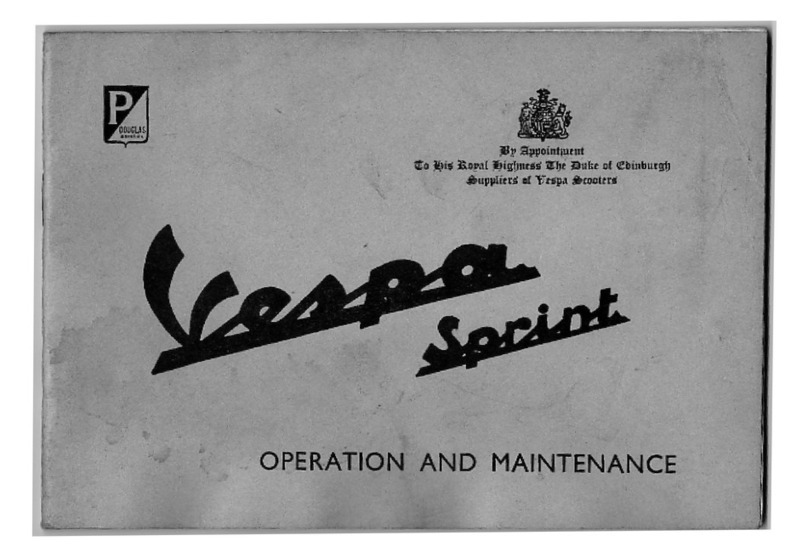 P
DOUGLAS
By Appointment
To His Royal Highness The Duke of Edinburgh
Suppliers of Vespa Scooters
Vespa
Sprint
OPERATION AND MAINTENANCE